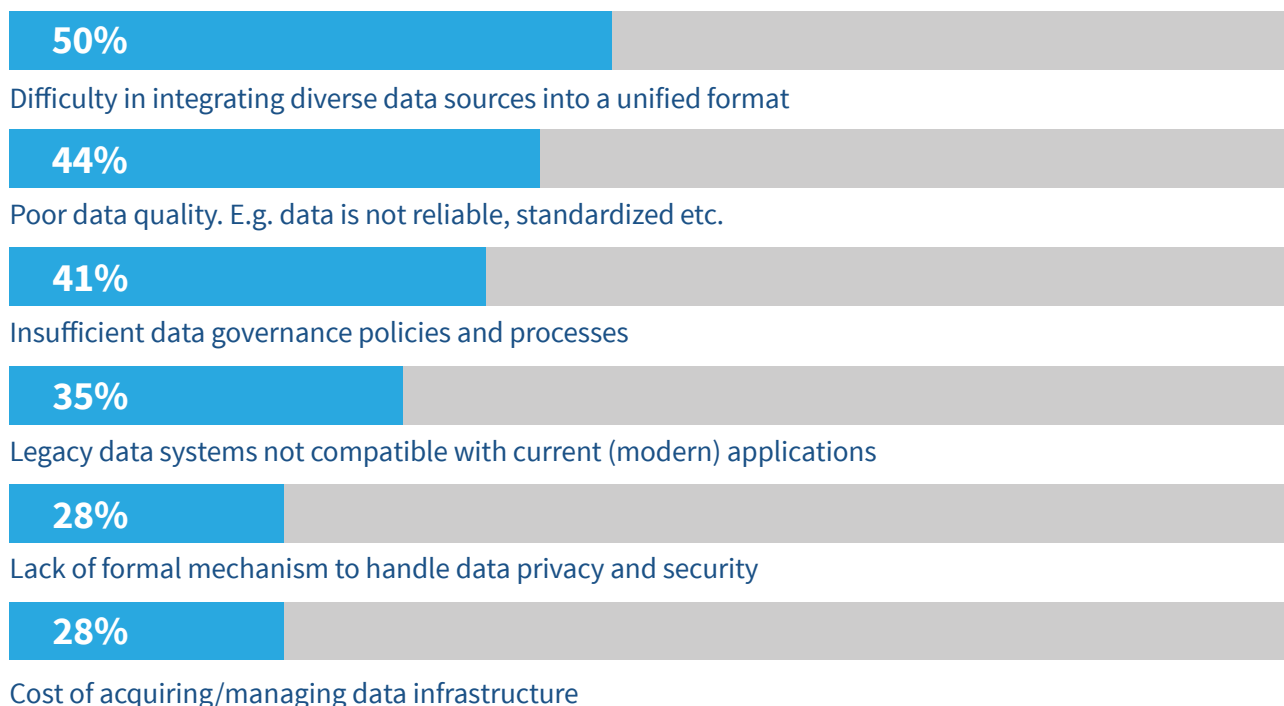 50%
Difficulty in integrating diverse data sources into a unified format
44%
Poor data quality. E.g. data is not reliable, standardized etc.
41%
Insufficient data governance policies and processes
35%
Legacy data systems not compatible with current (modern) applications
28%
Lack of formal mechanism to handle data privacy and security
28%
Cost of acquiring/managing data infrastructure